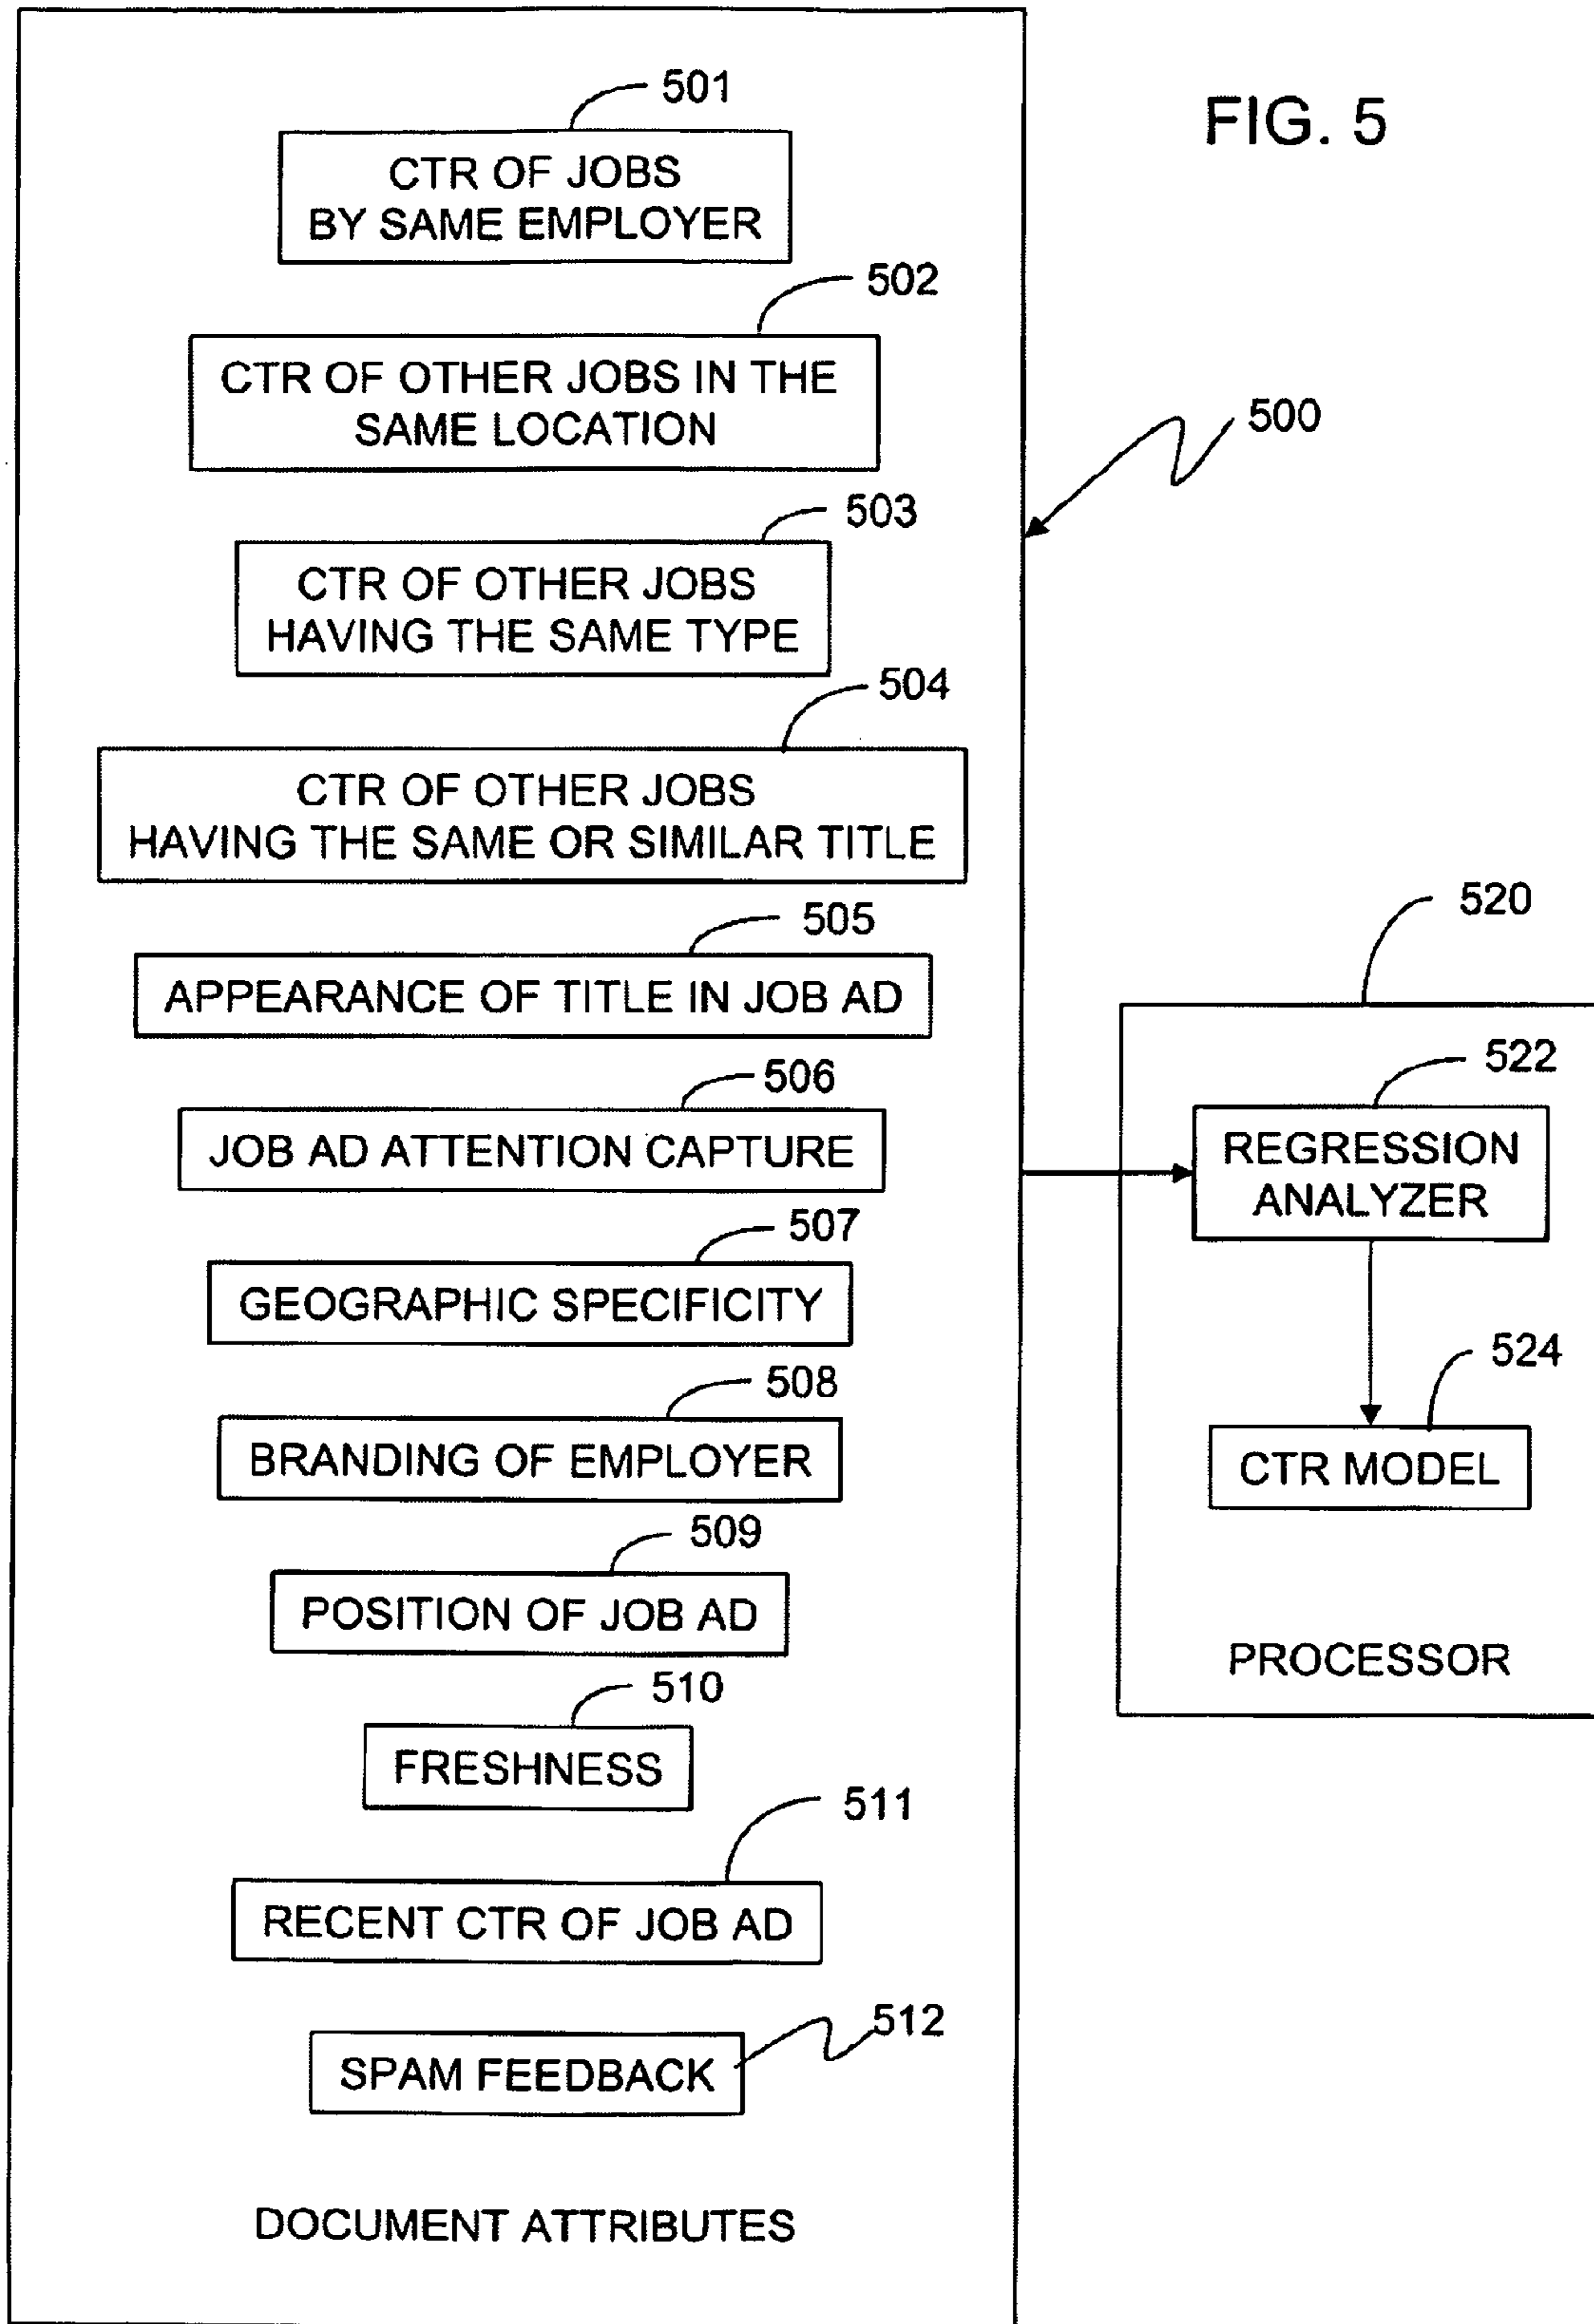 FIG. 5
501
CTR OF JOBS
BY SAME EMPLOYER
502
CTR OF OTHER JOBS IN THE
SAME LOCATION
500
503
CTR OF OTHER JOBS
HAVING THE SAME TYPE
504
CTR OF OTHER JOBS
HAVING THE SAME OR SIMILAR TITLE
505
APPEARANCE OF TITLE IN JOB AD
506
JOB AD ATTENTION CAPTURE
507
GEOGRAPHIC SPECIFICITY
508
BRANDING OF EMPLOYER
509
POSITION OF JOB AD
510
FRESHNESS
511
RECENT CTR OF JOB AD
512
SPAM FEEDBACK
DOCUMENT ATTRIBUTES
520
522
REGRESSION
ANALYZER
524
CTR MODEL
PROCESSOR